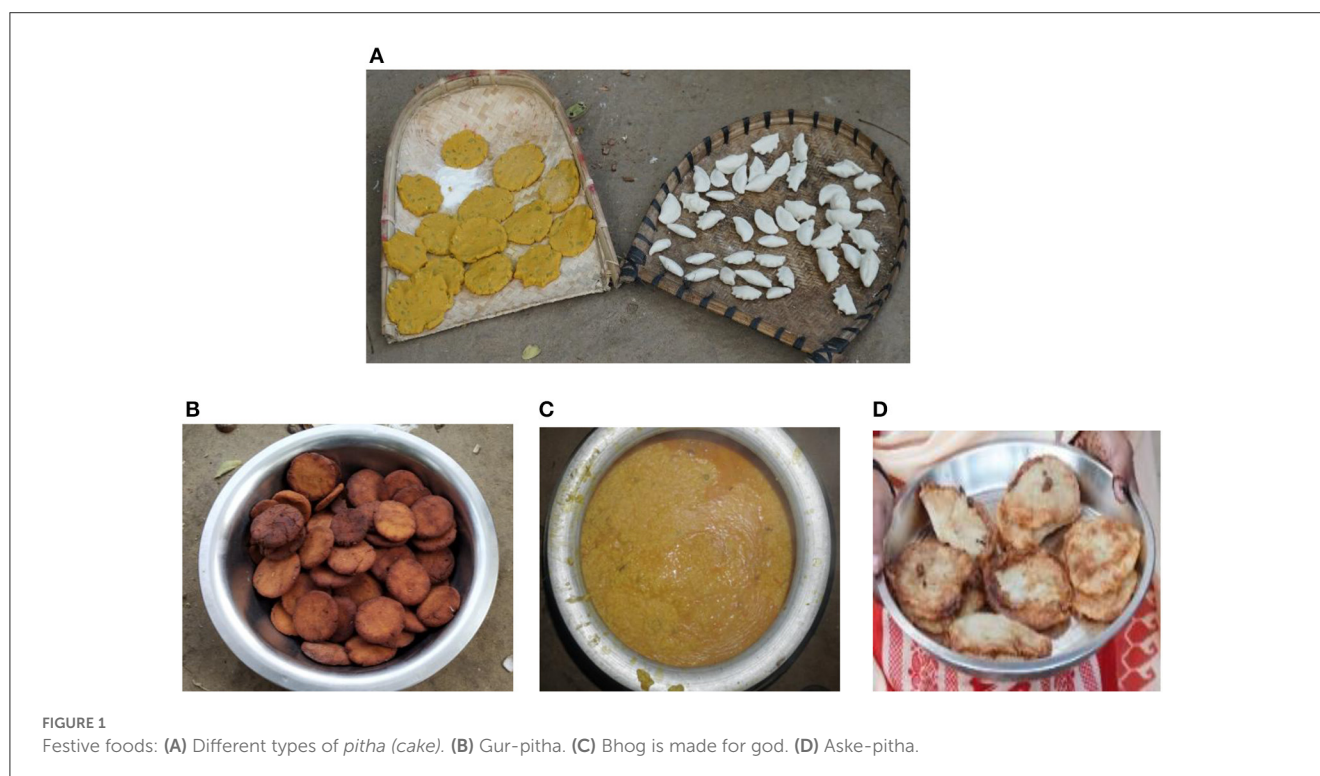 A
B
C
D
FIGURE 1
Festive foods: (A) Different types of pitha (cake). (B) Gur-pitha. (C) Bhog is made for god. (D) Aske-pitha.